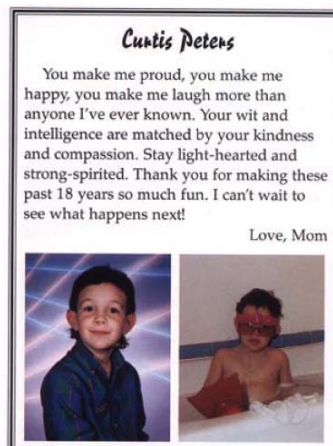 Curtis Peters
You make me proud, you make me
happy, you make me laugh more than
anyone I've ever known. Your wit and
intelligence are matched by your kindness
and compassion. Stay light-hearted and
strong-spirited. Thank you for making these
past 18 years so much fun. I can't wait to
see what happens next!
Love, Mom